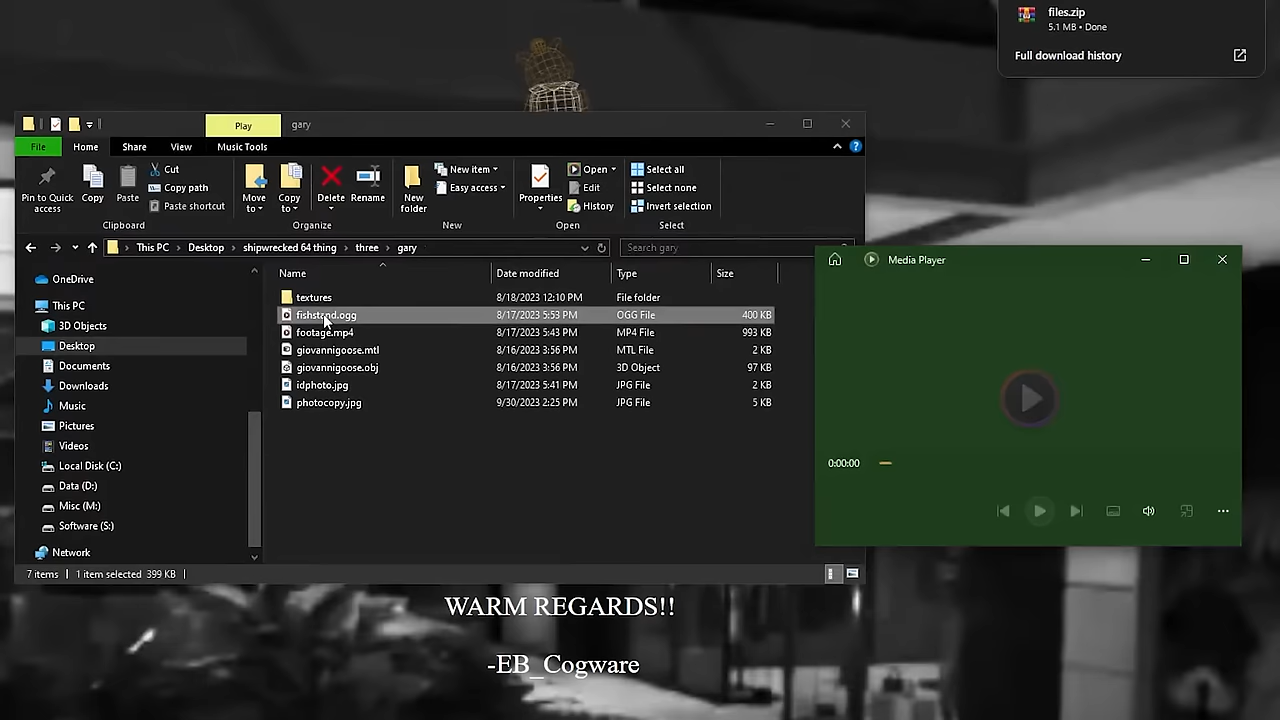 files.zip
5.1 MB • Done
Full download history
Play
gary
File
Home
Share
View
Music Tools
Pin to Quick access
Copy
Paste
Cut
Copy path
Paste shortcut
Clipboard
Move to
Copy to
Delete
Rename
Organize
New folder
New item
Easy access
New
Properties
Open
Edit
History
Open
Select all
Select none
Invert selection
Select
This PC > Desktop > shipwrecked 64 thing > three > gary
Search gary
Name Date modified Type Size
OneDrive
This PC
3D Objects
Desktop
Documents
Downloads
Music
Pictures
Videos
Local Disk (C:)
Data (D:)
Misc (M:)
Software (S:)
Network
textures 8/18/2023 12:10 PM File folder
fishstand.ogg 8/17/2023 5:53 PM OGG File 400 KB
footage.mp4 8/17/2023 5:43 PM MP4 File 993 KB
giovannigoose.mtl 8/16/2023 3:56 PM MTL File 2 KB
giovannigoose.obj 8/16/2023 3:56 PM 3D Object 97 KB
idphoto.jpg 8/17/2023 5:41 PM JPG File 2 KB
photocopy.jpg 9/30/2023 2:25 PM JPG File 5 KB
7 items
1 item selected 399 KB
Media Player
0:00:00
WARM REGARDS!!
-EB_Cogware